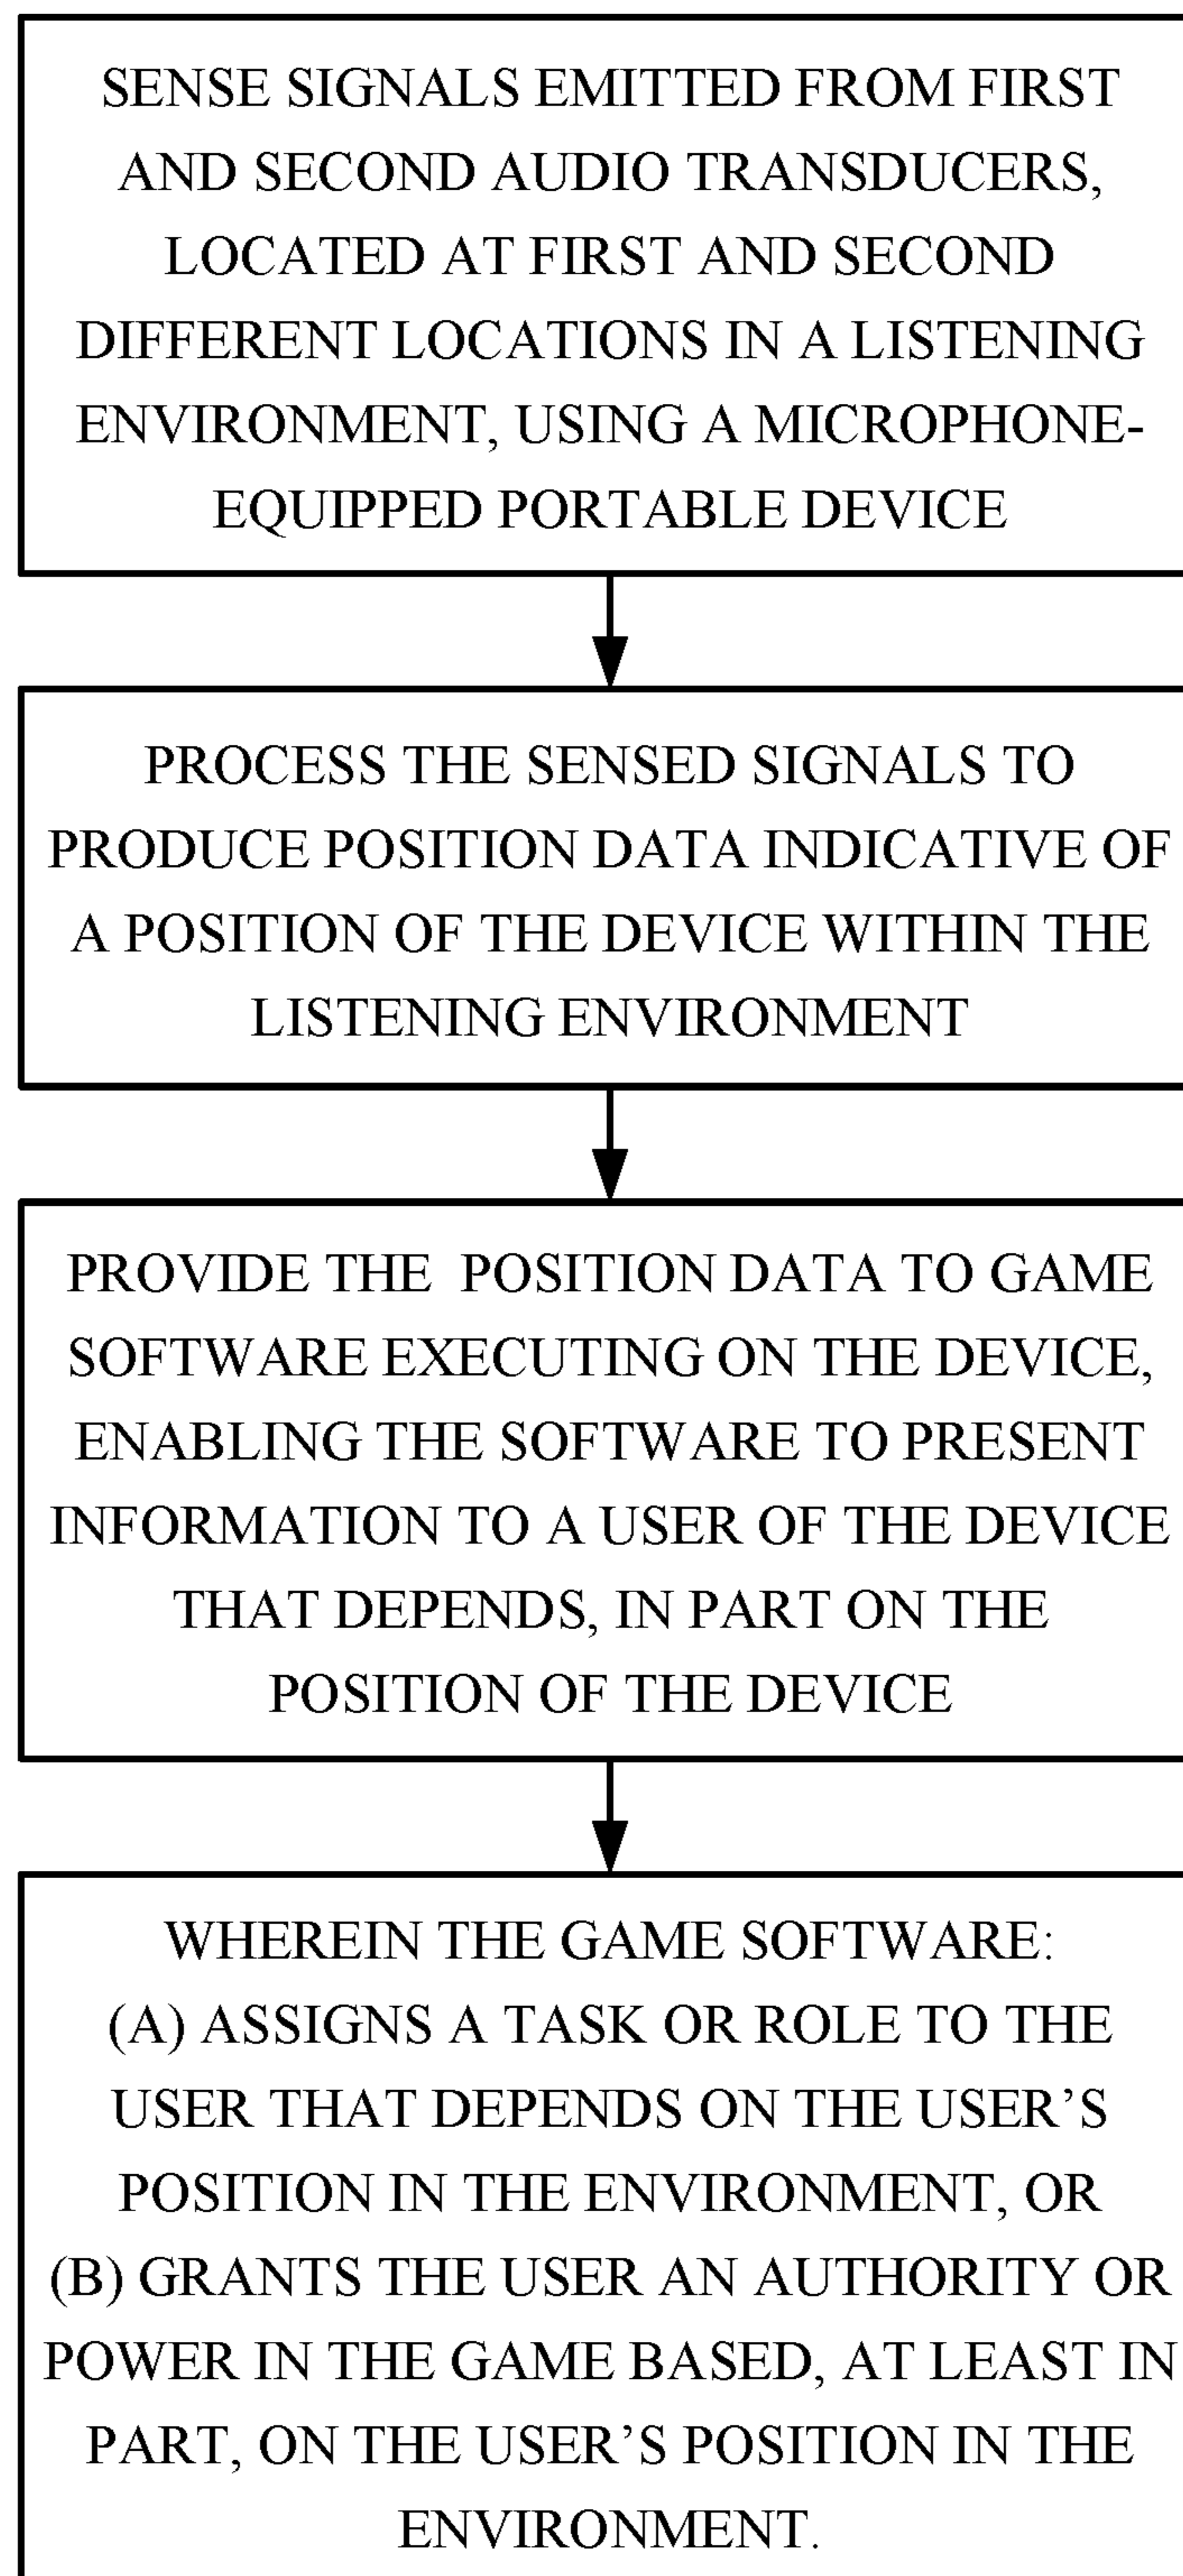 SENSE SIGNALS EMITTED FROM FIRST
AND SECOND AUDIO TRANSDUCERS,
LOCATED AT FIRST AND SECOND
DIFFERENT LOCATIONS IN A LISTENING
ENVIRONMENT, USING A MICROPHONE-
EQUIPPED PORTABLE DEVICE
PROCESS THE SENSED SIGNALS TO
PRODUCE POSITION DATA INDICATIVE OF
A POSITION OF THE DEVICE WITHIN THE
LISTENING ENVIRONMENT
PROVIDE THE POSITION DATA TO GAME
SOFTWARE EXECUTING ON THE DEVICE,
ENABLING THE SOFTWARE TO PRESENT
INFORMATION TO A USER OF THE DEVICE
THAT DEPENDS, IN PART ON THE
POSITION OF THE DEVICE
WHEREIN THE GAME SOFTWARE:
(A) ASSIGNS A TASK OR ROLE TO THE
USER THAT DEPENDS ON THE USER’S
POSITION IN THE ENVIRONMENT, OR
(B) GRANTS THE USER AN AUTHORITY OR
POWER IN THE GAME BASED, AT LEAST IN
PART, ON THE USER’S POSITION IN THE
ENVIRONMENT.